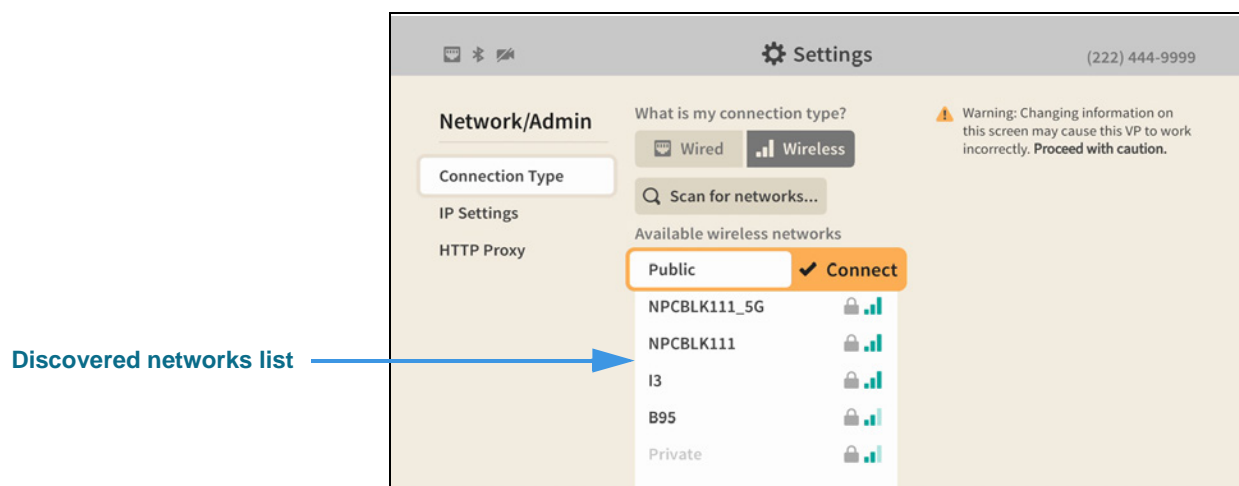 Settings
(222) 444-9999
Network/Admin
Connection Type
IP Settings
HTTP Proxy
What is my connection type?
Wired
Wireless
Scan for networks...
Available wireless networks
Public
Connect
NPCBLK111_5G
NPCBLK111
I3
B95
Private
Warning: Changing information on
this screen may cause this VP to work
incorrectly. Proceed with caution.
Discovered networks list